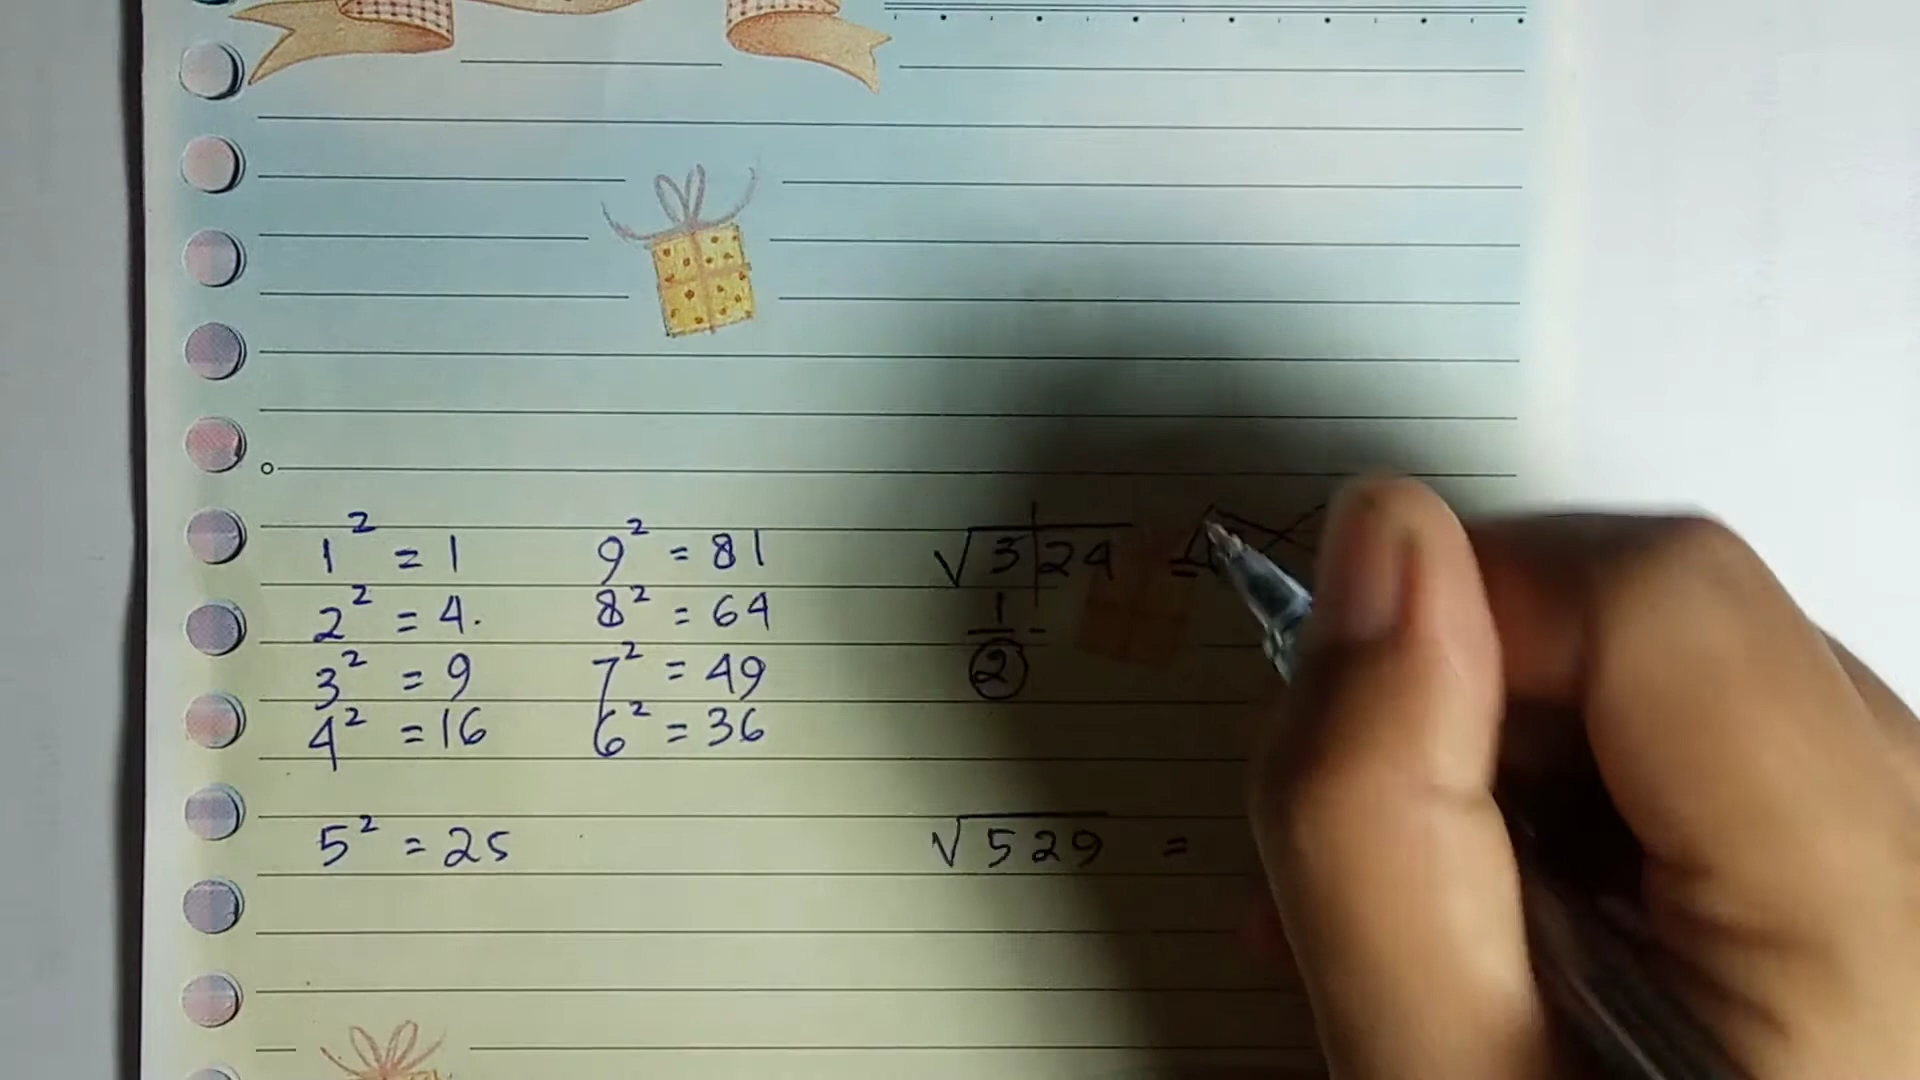 1² = 1
2² = 4.
3² = 9
4² = 16
5² = 25
9² = 81
8² = 64
7² = 49
6² = 36
√3|24 =
1
2
√529 =